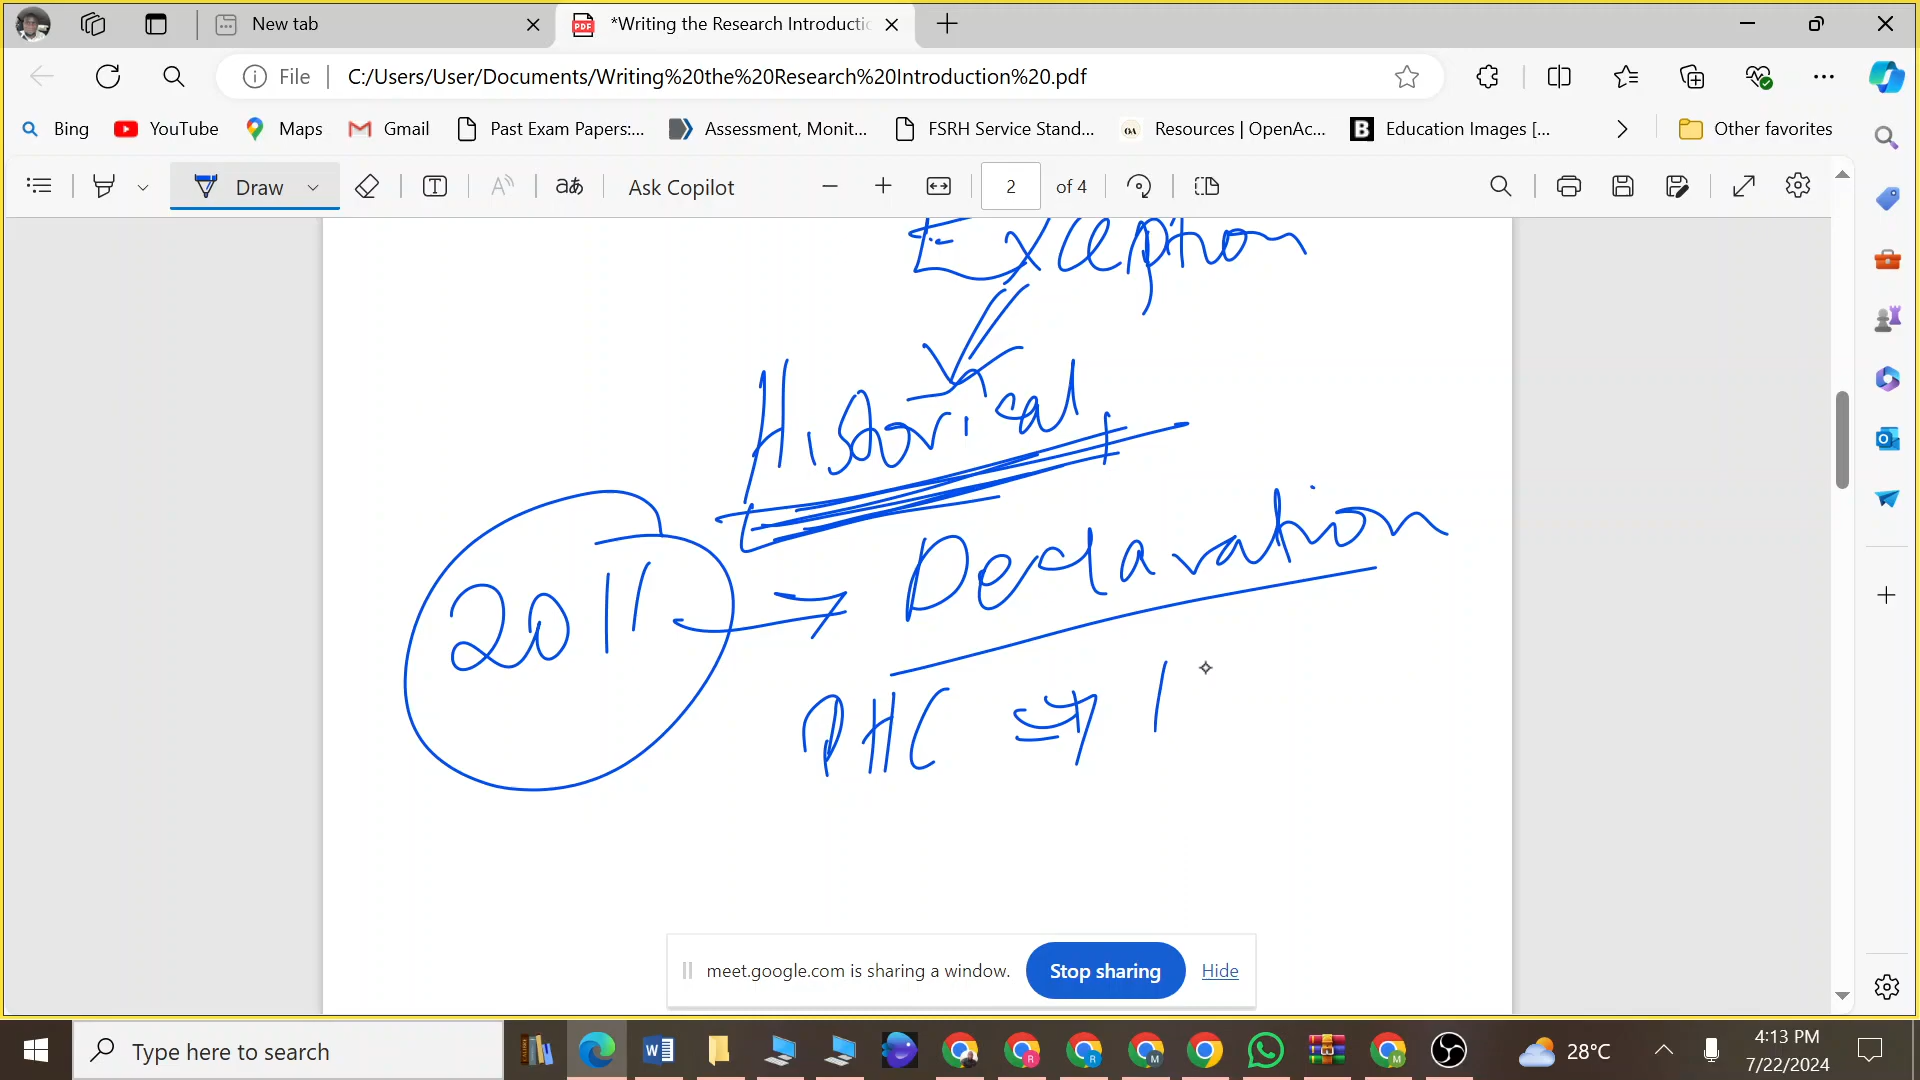 New tab
*Writing the Research Introductic
File
C:/Users/User/Documents/Writing%20the%20Research%20Introduction%20.pdf
Bing
YouTube
Maps
Gmail
Past Exam Papers:...
Assessment, Monit...
FSRH Service Stand...
Resources | OpenAc...
Education Images [...
Other favorites
Draw
Ask Copilot
2
of 4
Exception
Historical
2011 → Declaration
PHC ⇒ 1
meet.google.com is sharing a window.
Stop sharing
Hide
Type here to search
28°C
4:13 PM
7/22/2024